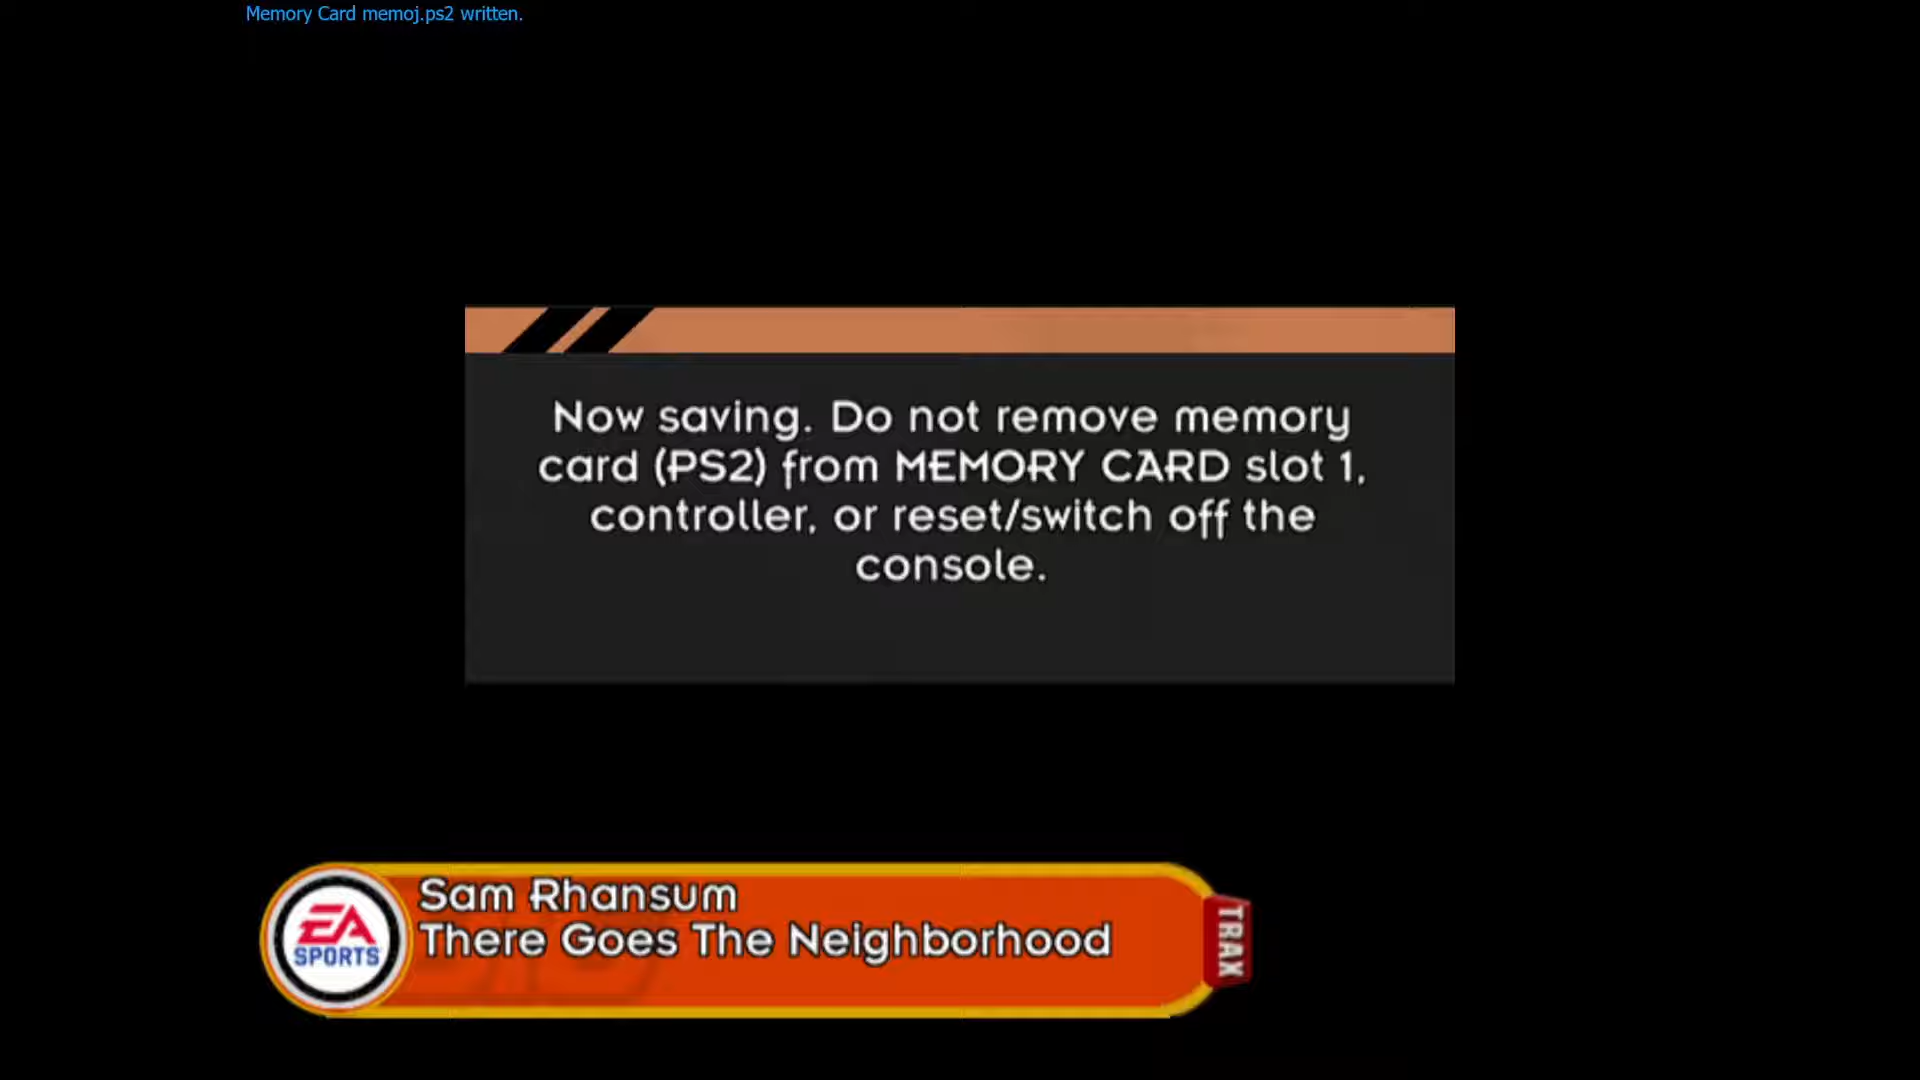 Memory Card memoj.ps2 written.
Now saving. Do not remove memory
card (PS2) from MEMORY CARD slot 1,
controller, or reset/switch off the
console.
Sam Rhansum
There Goes The Neighborhood
EA
SPORTS
TRAX